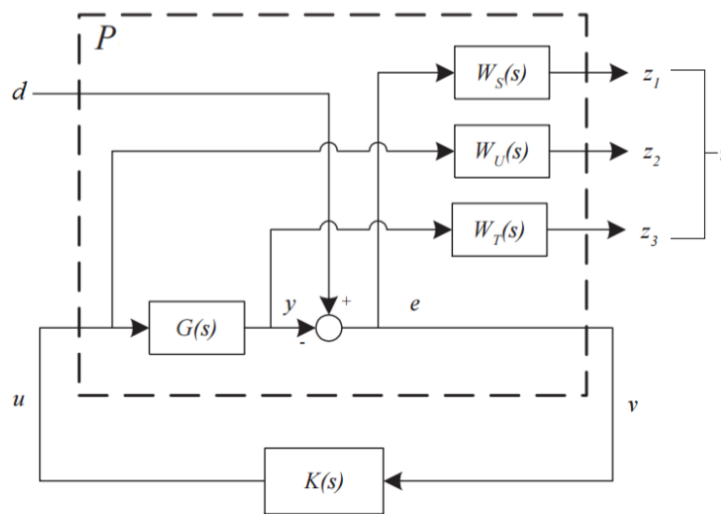 P
d
W_S(s)
z_1
W_U(s)
z_2
W_T(s)
z_3
y
+
e
G(s)
-
u
v
K(s)